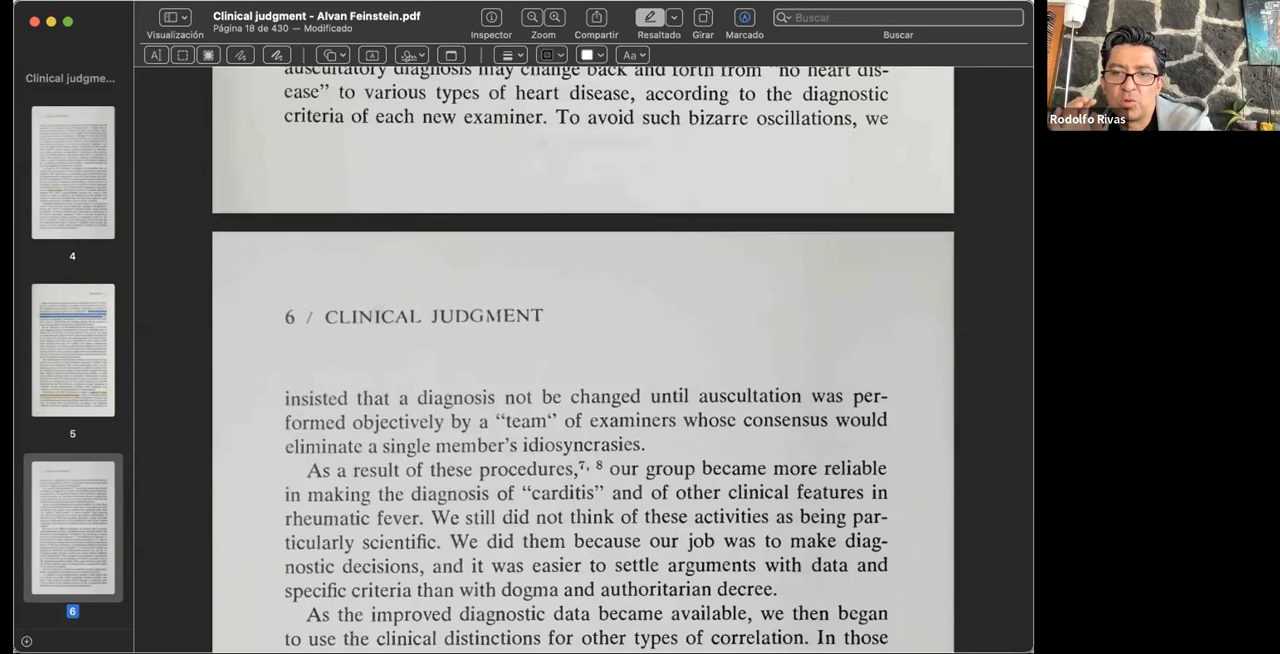 Clinical judgment - Alvan Feinstein.pdf
Página 18 de 430 — Modificado
Visualización
Inspector
Zoom
Compartir
Resaltado
Girar
Marcado
Buscar
Buscar
Aa
Clinical judgme...
4
5
6
auscultatory diagnosis may change back and forth from "no heart dis-
ease" to various types of heart disease, according to the diagnostic
criteria of each new examiner. To avoid such bizarre oscillations, we
6 / CLINICAL JUDGMENT
insisted that a diagnosis not be changed until auscultation was per-
formed objectively by a "team" of examiners whose consensus would
eliminate a single member's idiosyncrasies.
As a result of these procedures,7, 8 our group became more reliable
in making the diagnosis of "carditis" and of other clinical features in
rheumatic fever. We still did not think of these activites as being par-
ticularly scientific. We did them because our job was to make diag-
nostic decisions, and it was easier to settle arguments with data and
specific criteria than with dogma and authoritarian decree.
As the improved diagnostic data became available, we then began
to use the clinical distinctions for other types of correlation. In those
Rodolfo Rivas